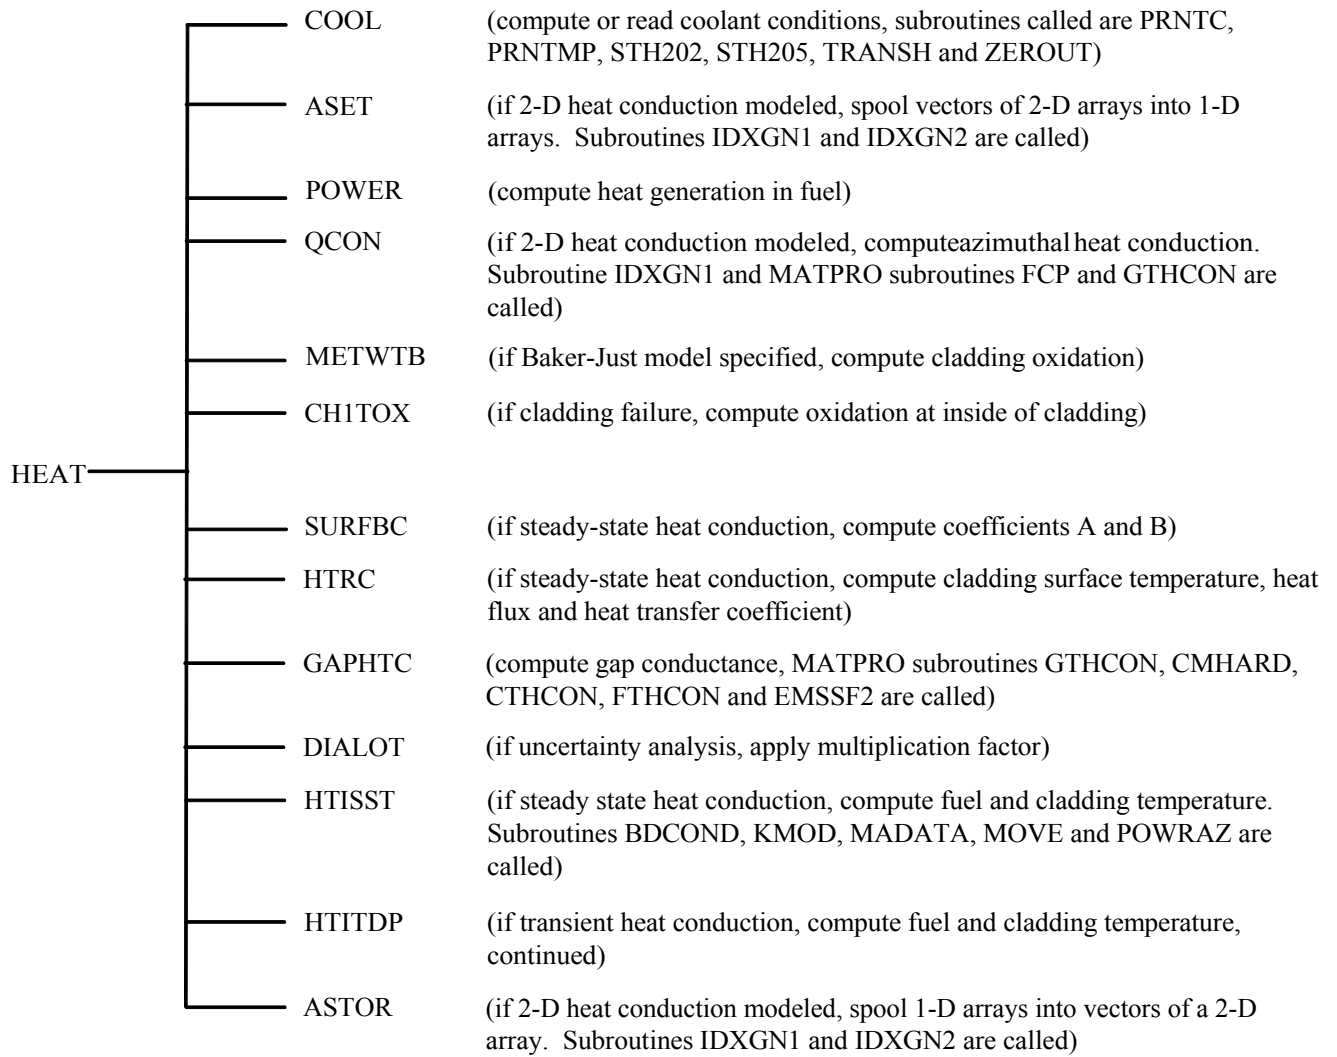 COOL (compute or read coolant conditions, subroutines called are PRNTC,
PRNTMP, STH202, STH205, TRANSH and ZEROUT)
ASET (if 2-D heat conduction modeled, spool vectors of 2-D arrays into 1-D
arrays. Subroutines IDXGN1 and IDXGN2 are called)
POWER (compute heat generation in fuel)
QCON (if 2-D heat conduction modeled, computeazimuthal heat conduction.
Subroutine IDXGN1 and MATPRO subroutines FCP and GTHCON are
called)
METWTB (if Baker-Just model specified, compute cladding oxidation)
CH1TOX (if cladding failure, compute oxidation at inside of cladding)
HEAT
SURFBC (if steady-state heat conduction, compute coefficients A and B)
HTRC (if steady-state heat conduction, compute cladding surface temperature, heat
flux and heat transfer coefficient)
GAPHTC (compute gap conductance, MATPRO subroutines GTHCON, CMHARD,
CTHCON, FTHCON and EMSSF2 are called)
DIALOT (if uncertainty analysis, apply multiplication factor)
HTISST (if steady state heat conduction, compute fuel and cladding temperature.
Subroutines BDCOND, KMOD, MADATA, MOVE and POWRAZ are
called)
HTITDP (if transient heat conduction, compute fuel and cladding temperature,
continued)
ASTOR (if 2-D heat conduction modeled, spool 1-D arrays into vectors of a 2-D
array. Subroutines IDXGN1 and IDXGN2 are called)